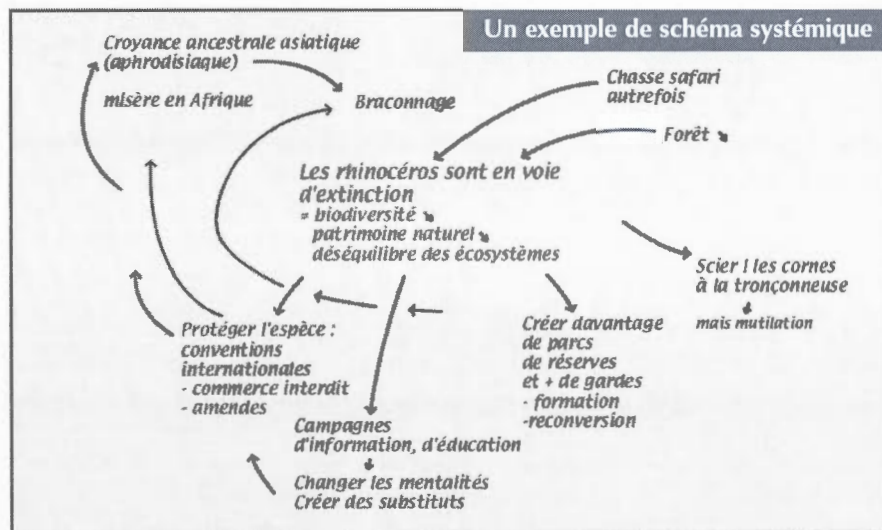 Un exemple de schéma systémique
Croyance ancestrale asiatique
(aphrodisiaque)
misère en Afrique
Braconnage
Chasse safari
autrefois
Forêt
Les rhinocéros sont en voie
d'extinction
= biodiversité
patrimoine naturel
déséquilibre des écosystèmes
Scier ! les cornes
à la tronçonneuse
mais mutilation
Protéger l'espèce :
conventions
internationales
- commerce interdit
- amendes
Créer davantage
de parcs
de réserves
et + de gardes
- formation
-reconversion
Campagnes
d'information, d'éducation
Changer les mentalités
Créer des substituts